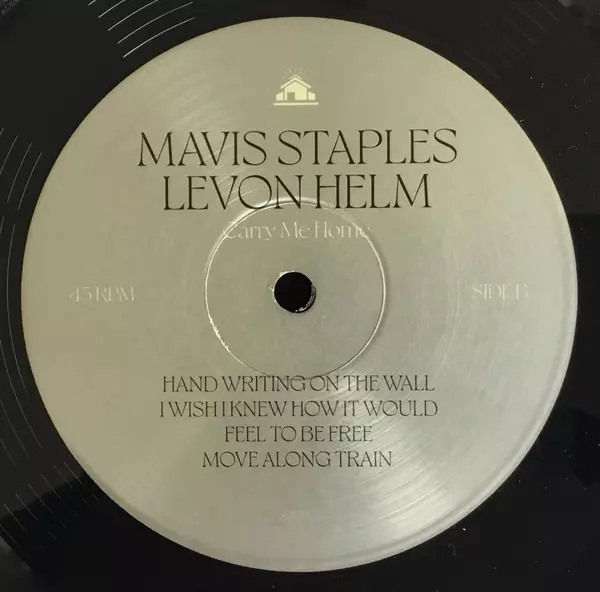 MAVIS STAPLES
LEVON HELM
Carry Me Home
45 RPM
SIDE B
HAND WRITING ON THE WALL
I WISH I KNEW HOW IT WOULD
FEEL TO BE FREE
MOVE ALONG TRAIN